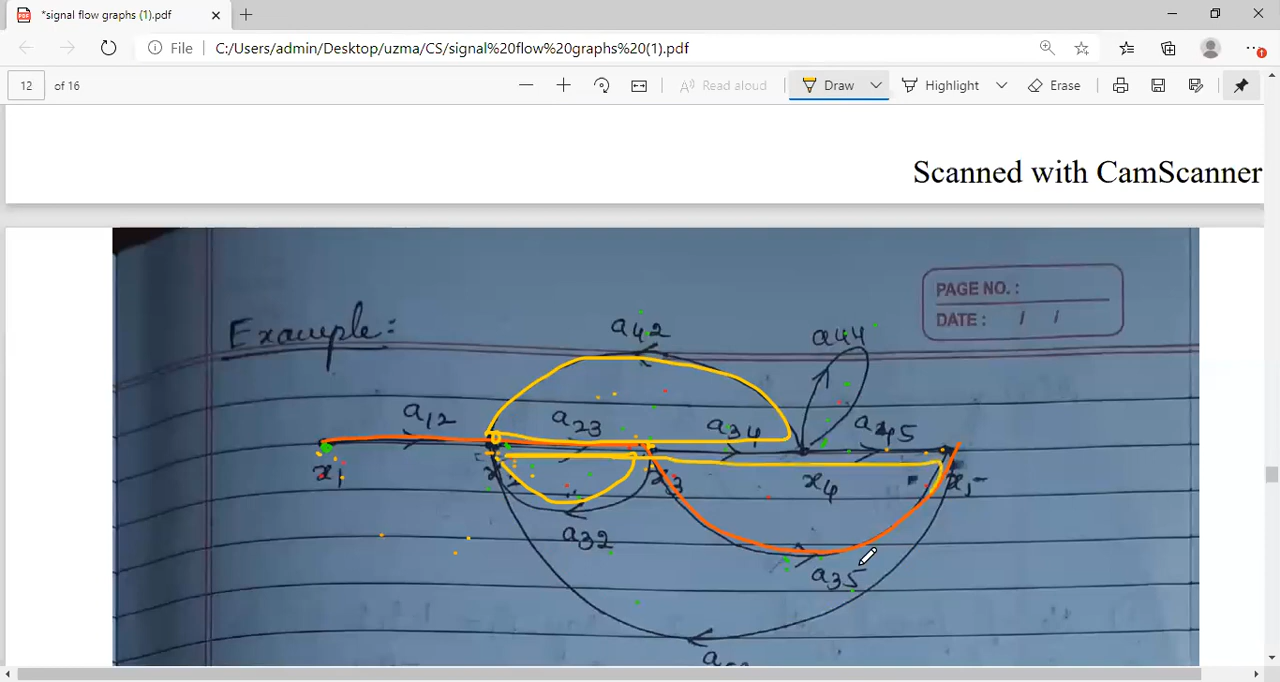 *signal flow graphs (1).pdf
File
C:/Users/admin/Desktop/uzma/CS/signal%20flow%20graphs%20(1).pdf
12 of 16
Read aloud
Draw
Highlight
Erase
Scanned with CamScanner
PAGE NO. :
DATE : / /
Example:
a42
a44
a12
a23
a34
a45
x1
x3
x4
a32
a35